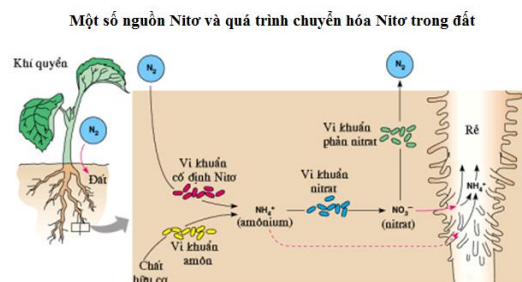 Một số nguồn Nitơ và quá trình chuyển hóa Nitơ trong đất
Khí quyển
N₂
N₂
Đất
N₂
Vi khuẩn
cố định Nitơ
Vi khuẩn
amôn
Chất
hữu cơ
NH₄⁺
(amônium)
Vi khuẩn
nitrat
Vi khuẩn
phản nitrat
NO₃⁻
(nitrat)
Rễ
NH₄⁺